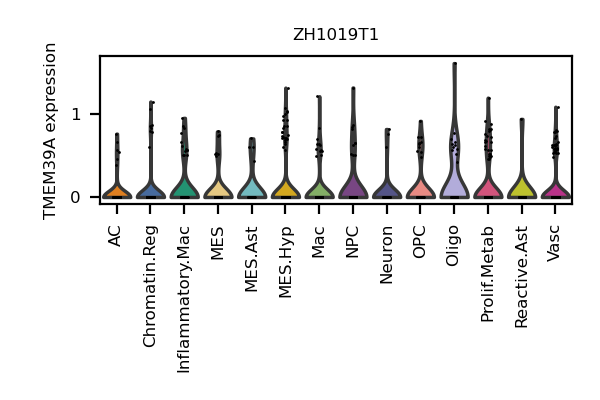 ZH1019T1
TMEM39A expression
1
0
AC
Chromatin.Reg
Inflammatory.Mac
MES
MES.Ast
MES.Hyp
Mac
NPC
Neuron
OPC
Oligo
Prolif.Metab
Reactive.Ast
Vasc